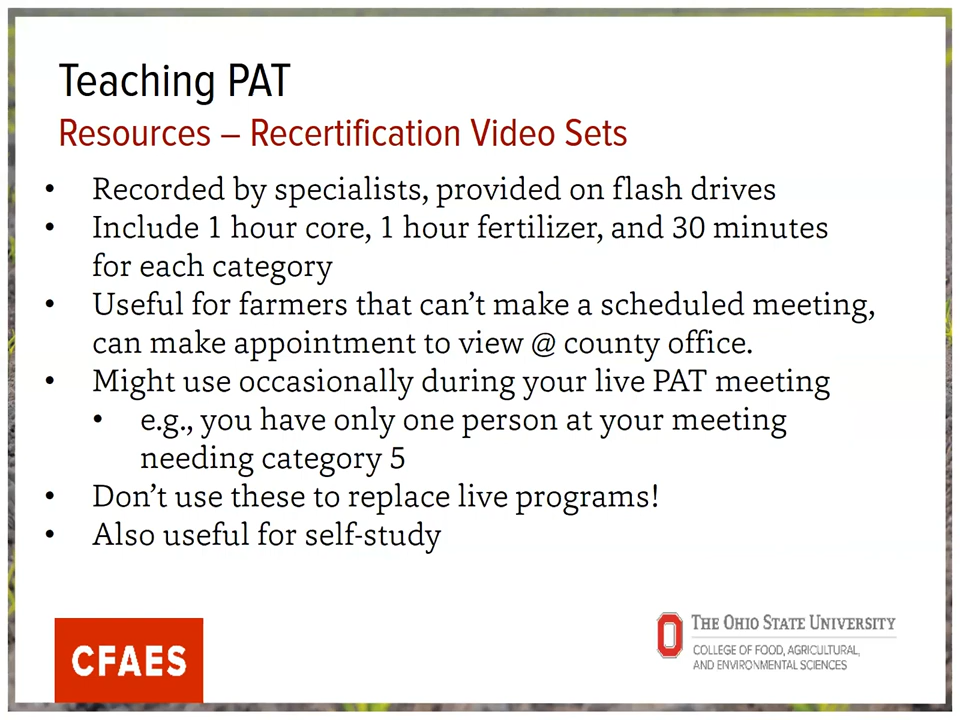 Teaching PAT
Resources – Recertification Video Sets
• Recorded by specialists, provided on flash drives
• Include 1 hour core, 1 hour fertilizer, and 30 minutes
for each category
• Useful for farmers that can't make a scheduled meeting,
can make appointment to view @ county office.
• Might use occasionally during your live PAT meeting
• e.g., you have only one person at your meeting
needing category 5
• Don't use these to replace live programs!
• Also useful for self-study
CFAES
THE OHIO STATE UNIVERSITY
COLLEGE OF FOOD, AGRICULTURAL,
AND ENVIRONMENTAL SCIENCES